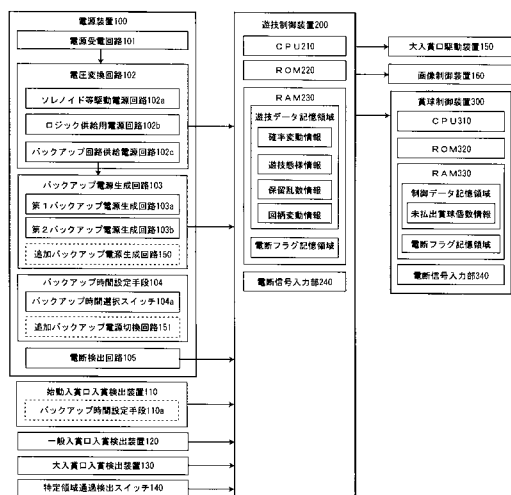 電源装置100
電源受電回路101
電圧変換回路102
ソレノイド等駆動電源回路102a
ロジック供給用電源回路102b
バックアップ回路供給電源回路102c
バックアップ電源生成回路103
第1バックアップ電源生成回路103a
第2バックアップ電源生成回路103b
追加バックアップ電源生成回路150
バックアップ時間設定手段104
バックアップ時間選択スイッチ104a
追加バックアップ電源切換回路151
電断検出回路105
始動入賞口入賞検出装置110
バックアップ時間設定手段110a
一般入賞口入賞検出装置120
大入賞口入賞検出装置130
特定領域通過検出スイッチ140
遊技制御装置200
CPU210
ROM220
RAM230
遊技データ記憶領域
確率変動情報
遊技態様情報
保留乱数情報
図柄変動情報
電断フラグ記憶領域
電断信号入力部240
大入賞口駆動装置150
画像制御装置160
賞球制御装置300
CPU310
ROM320
RAM330
制御データ記憶領域
未払出賞球個数情報
電断フラグ記憶領域
電断信号入力部340